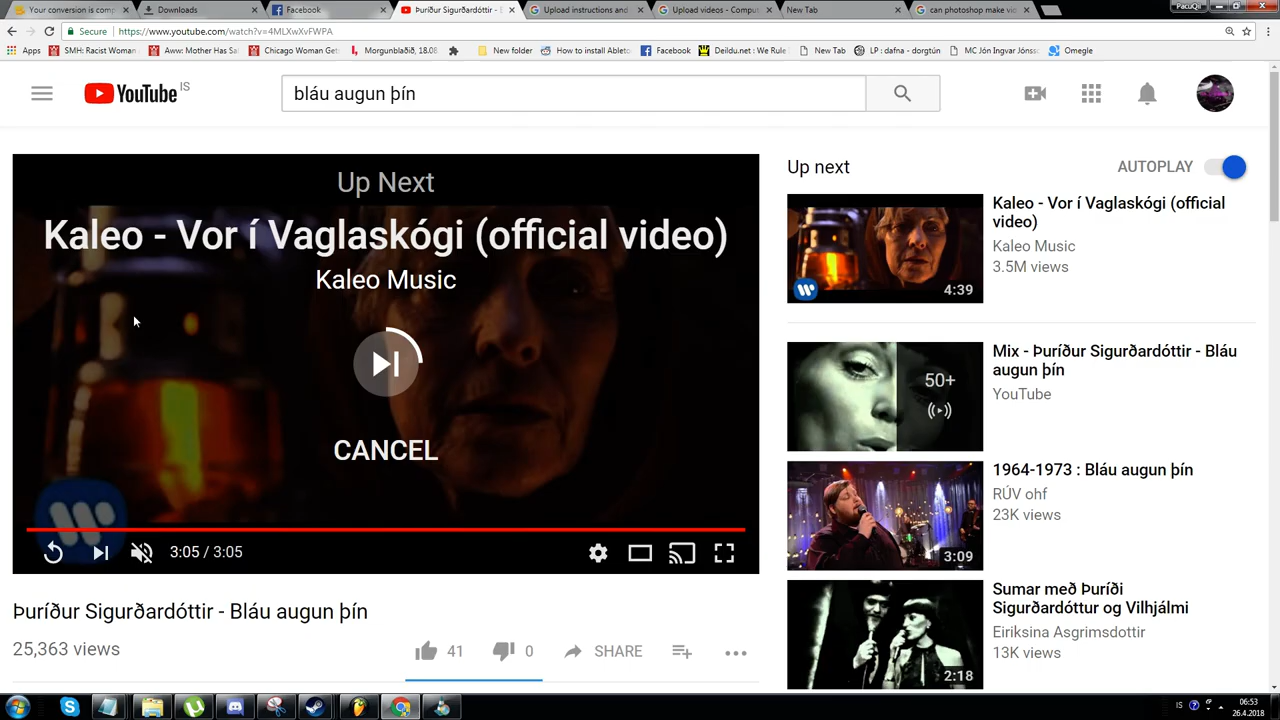 Your conversion is comp
Downloads
Facebook
Þuríður Sigurðardóttir - E
Upload instructions and
Upload videos - Comput
New Tab
can photoshop make vid
PacuQi
Secure
https://www.youtube.com/watch?v=4MLXwXvFWPA
Apps
SMH: Racist Woman
Aww: Mother Has Sa
Chicago Woman Get
Morgunblaðið, 18.0
New folder
How to install Ableto
Facebook
Deildu.net : We Rule
New Tab
LP : dafna - dorgtún
MC Jón Ingvar Jónss
Omegle
YouTube IS
bláu augun þín
Up Next
Kaleo - Vor í Vaglaskógi (official video)
Kaleo Music
CANCEL
3:05 / 3:05
Þuríður Sigurðardóttir - Bláu augun þín
25,363 views
41
0
SHARE
Up next
AUTOPLAY
Kaleo - Vor í Vaglaskógi (official
video)
Kaleo Music
3.5M views
4:39
Mix - Þuríður Sigurðardóttir - Bláu
augun þín
YouTube
50+
1964-1973 : Bláu augun þín
RÚV ohf
23K views
3:09
Sumar með Þuríði
Sigurðardóttur og Vilhjálmi
Eiriksina Asgrimsdottir
13K views
2:18
IS
06:53
26.4.2018